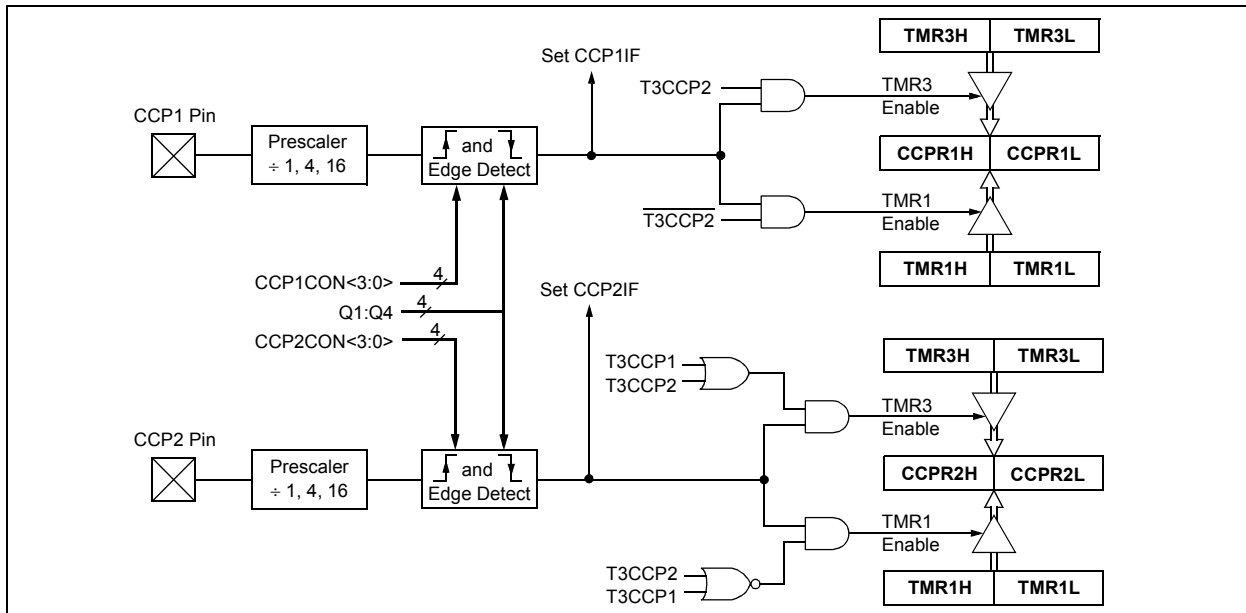 TMR3H TMR3L
Set CCP1IF
T3CCP2
TMR3
Enable
CCP1 Pin
Prescaler
÷ 1, 4, 16
and
Edge Detect
CCPR1H CCPR1L
T3CCP2
TMR1
Enable
TMR1H TMR1L
CCP1CON<3:0>
4
Q1:Q4
4
CCP2CON<3:0>
4
Set CCP2IF
TMR3H TMR3L
T3CCP1
T3CCP2
TMR3
Enable
CCP2 Pin
Prescaler
÷ 1, 4, 16
and
Edge Detect
CCPR2H CCPR2L
TMR1
Enable
T3CCP2
T3CCP1
TMR1H TMR1L